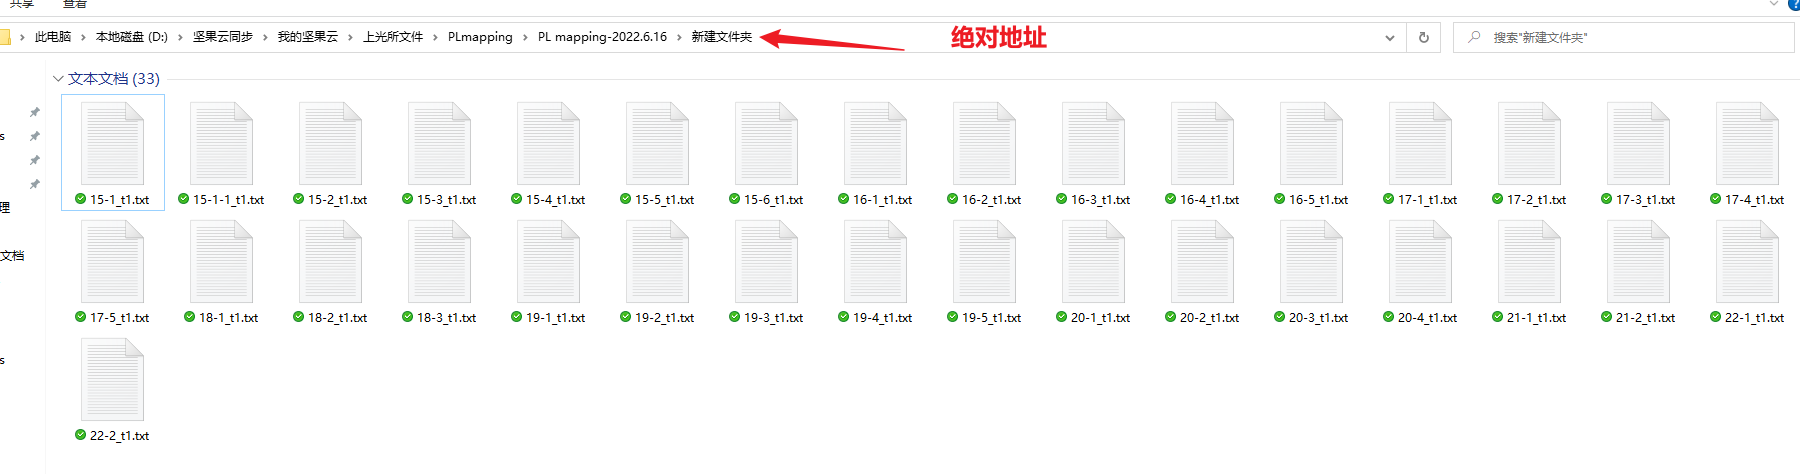 共享 查看
此电脑 > 本地磁盘 (D:) > 坚果云同步 > 我的坚果云 > 上光所文件 > PLmapping > PL mapping-2022.6.16 > 新建文件夹 绝对地址 搜索"新建文件夹"
文本文档 (33)
15-1_t1.txt 15-1-1_t1.txt 15-2_t1.txt 15-3_t1.txt 15-4_t1.txt 15-5_t1.txt 15-6_t1.txt 16-1_t1.txt 16-2_t1.txt 16-3_t1.txt 16-4_t1.txt 16-5_t1.txt 17-1_t1.txt 17-2_t1.txt 17-3_t1.txt 17-4_t1.txt
s
理
文档
17-5_t1.txt 18-1_t1.txt 18-2_t1.txt 18-3_t1.txt 19-1_t1.txt 19-2_t1.txt 19-3_t1.txt 19-4_t1.txt 19-5_t1.txt 20-1_t1.txt 20-2_t1.txt 20-3_t1.txt 20-4_t1.txt 21-1_t1.txt 21-2_t1.txt 22-1_t1.txt
s
22-2_t1.txt